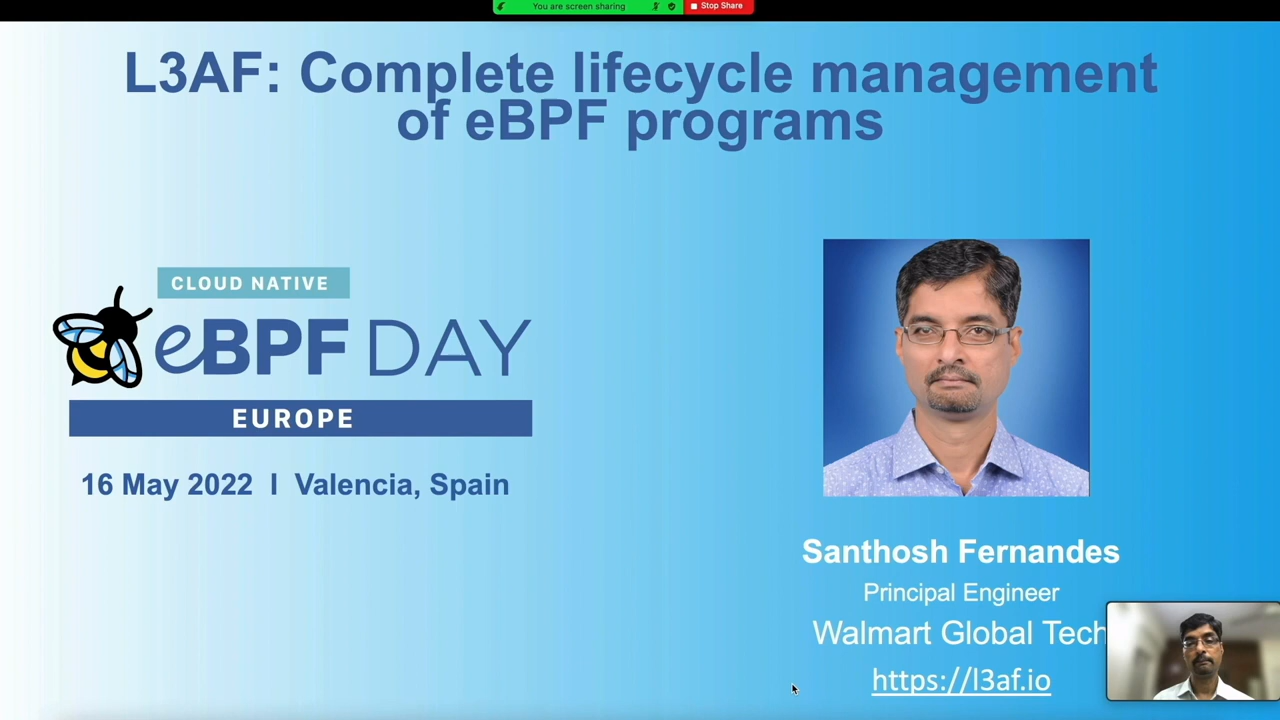 You are screen sharing
Stop Share
L3AF: Complete lifecycle management
of eBPF programs
CLOUD NATIVE
eBPF DAY
EUROPE
16 May 2022 I Valencia, Spain
Santhosh Fernandes
Principal Engineer
Walmart Global Tech
https://l3af.io